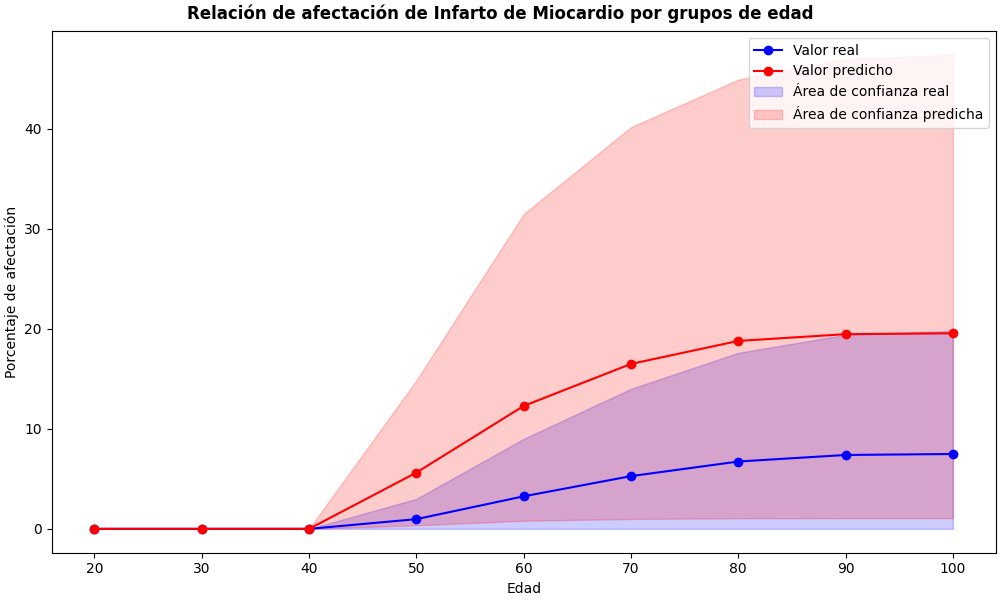 Relación de afectación de Infarto de Miocardio por grupos de edad
Valor real
Valor predicho
Área de confianza real
Área de confianza predicha
Porcentaje de afectación
40
30
20
10
0
20 30 40 50 60 70 80 90 100
Edad